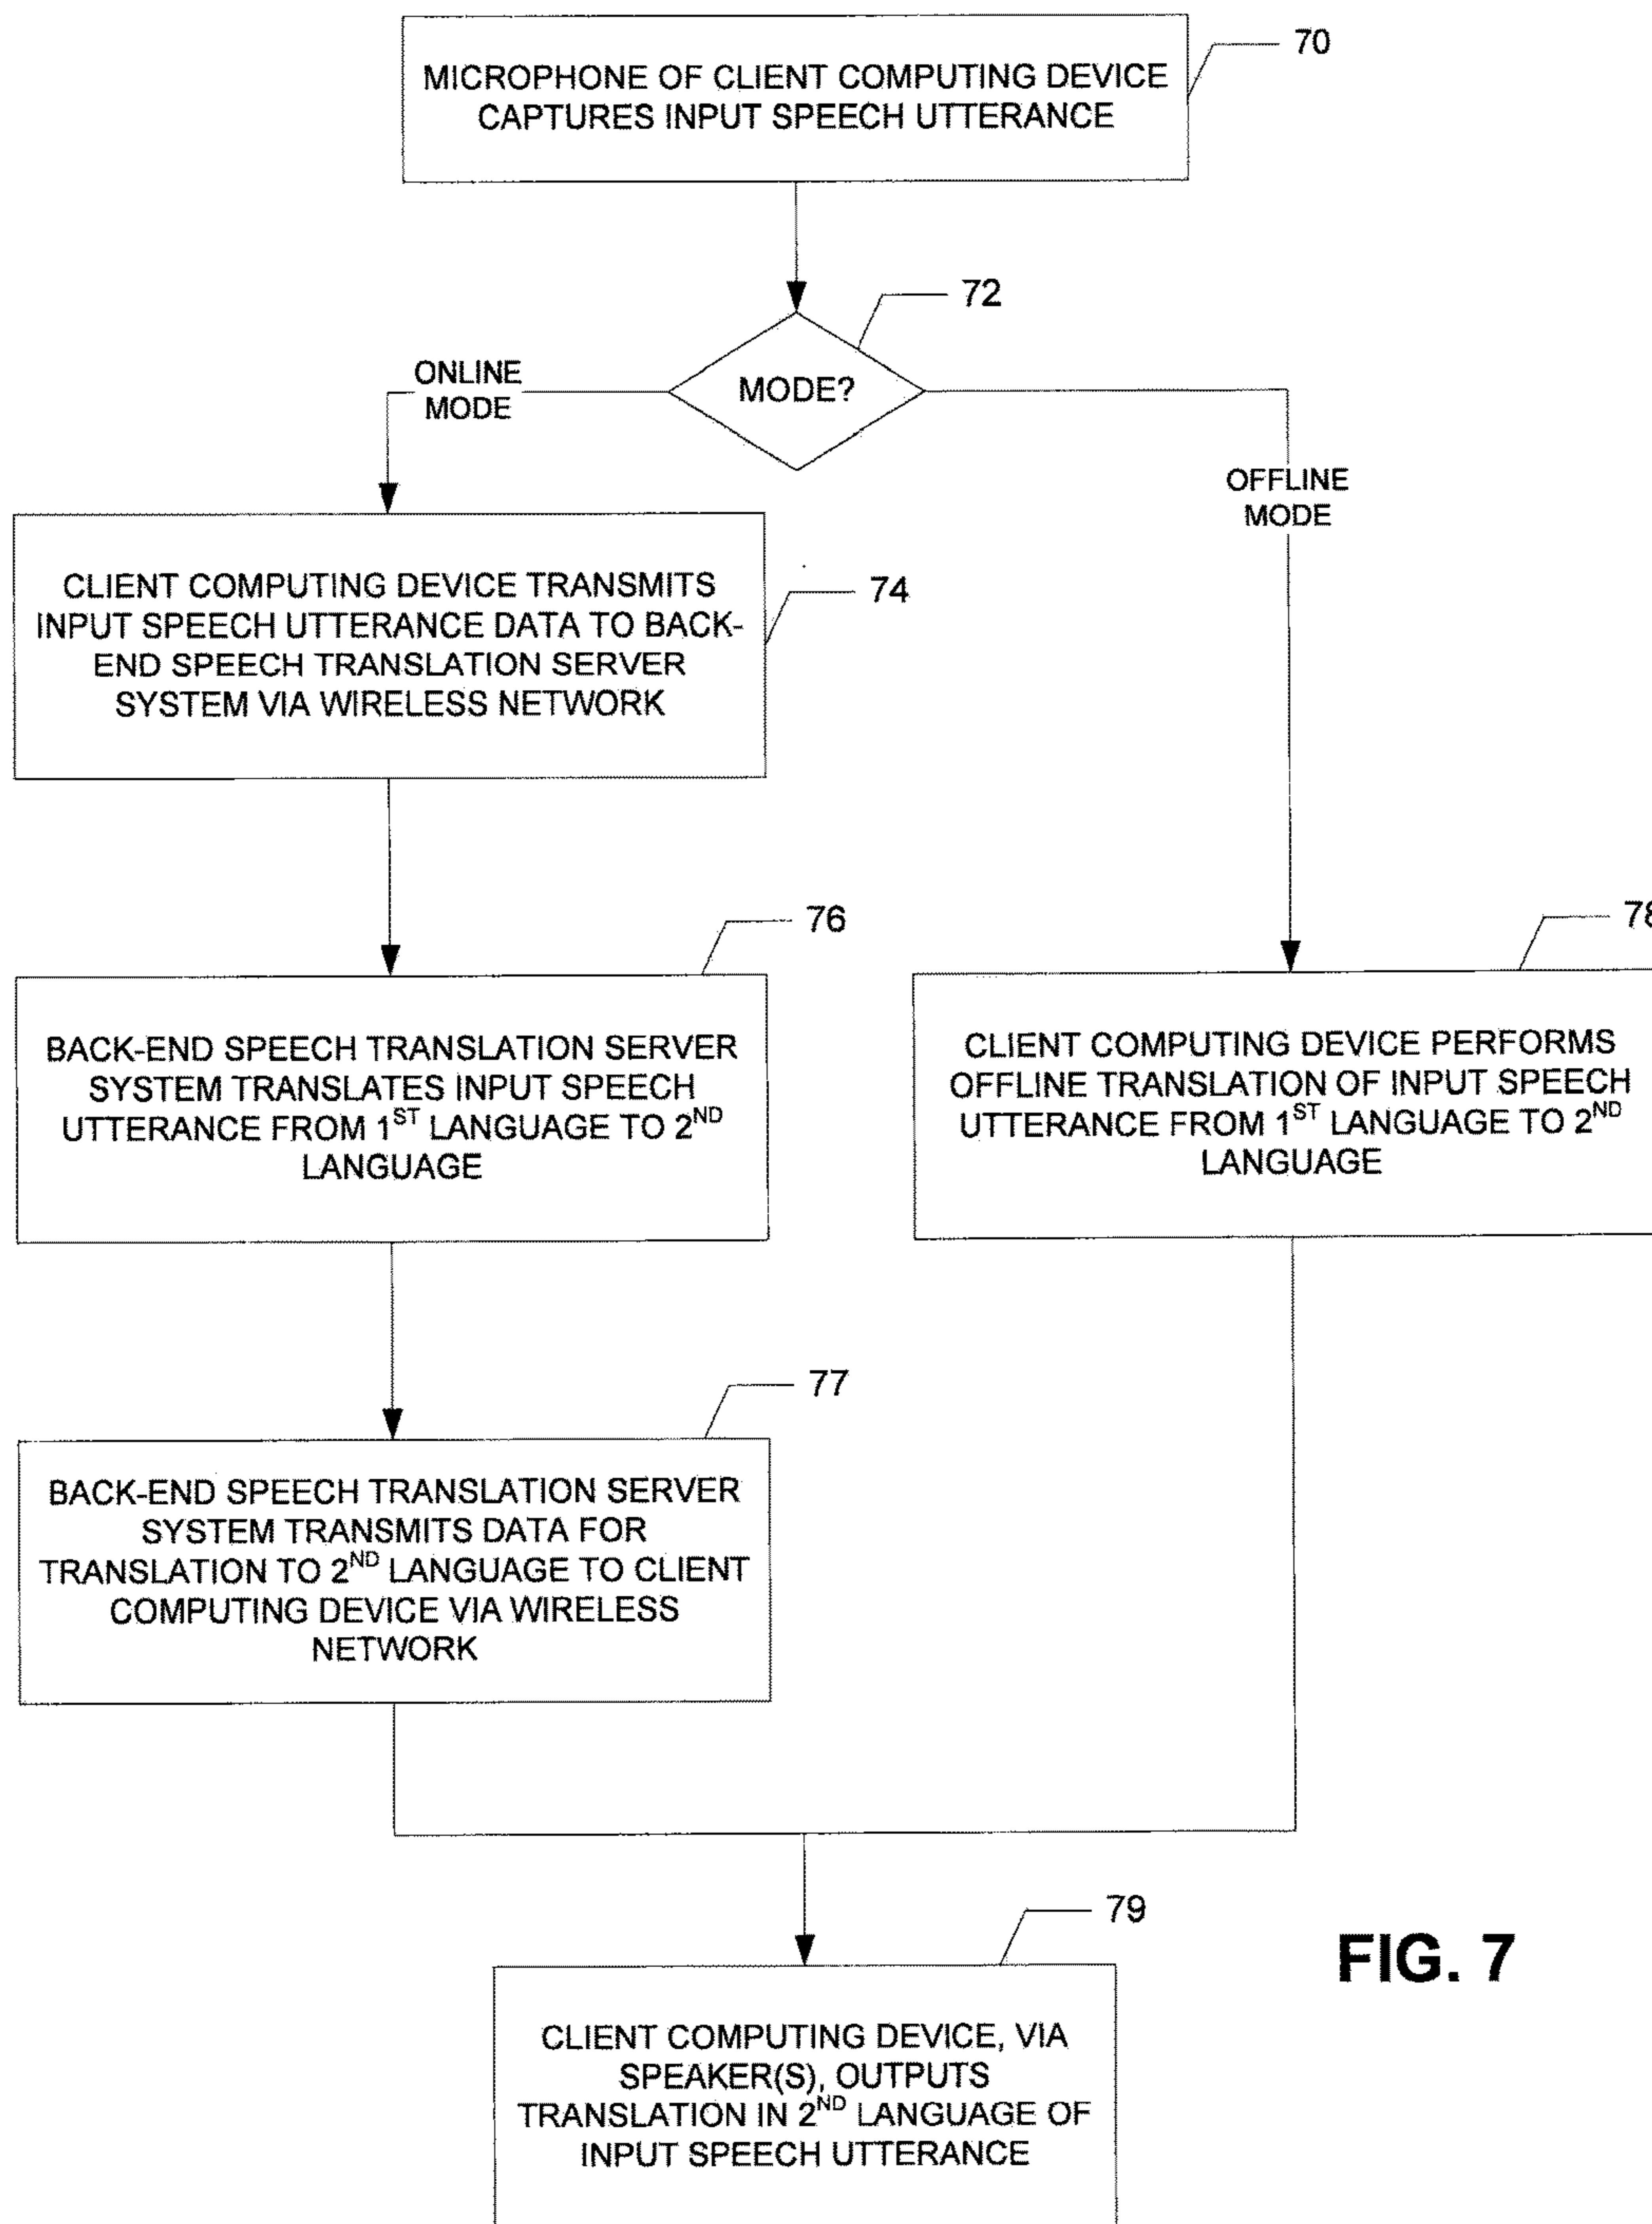 70
MICROPHONE OF CLIENT COMPUTING DEVICE
CAPTURES INPUT SPEECH UTTERANCE
72
MODE?
ONLINE
MODE
OFFLINE
MODE
74
CLIENT COMPUTING DEVICE TRANSMITS
INPUT SPEECH UTTERANCE DATA TO BACK-
END SPEECH TRANSLATION SERVER
SYSTEM VIA WIRELESS NETWORK
76
BACK-END SPEECH TRANSLATION SERVER
SYSTEM TRANSLATES INPUT SPEECH
UTTERANCE FROM 1ST LANGUAGE TO 2ND
LANGUAGE
78
CLIENT COMPUTING DEVICE PERFORMS
OFFLINE TRANSLATION OF INPUT SPEECH
UTTERANCE FROM 1ST LANGUAGE TO 2ND
LANGUAGE
77
BACK-END SPEECH TRANSLATION SERVER
SYSTEM TRANSMITS DATA FOR
TRANSLATION TO 2ND LANGUAGE TO CLIENT
COMPUTING DEVICE VIA WIRELESS
NETWORK
79
CLIENT COMPUTING DEVICE, VIA
SPEAKER(S), OUTPUTS
TRANSLATION IN 2ND LANGUAGE OF
INPUT SPEECH UTTERANCE
FIG. 7